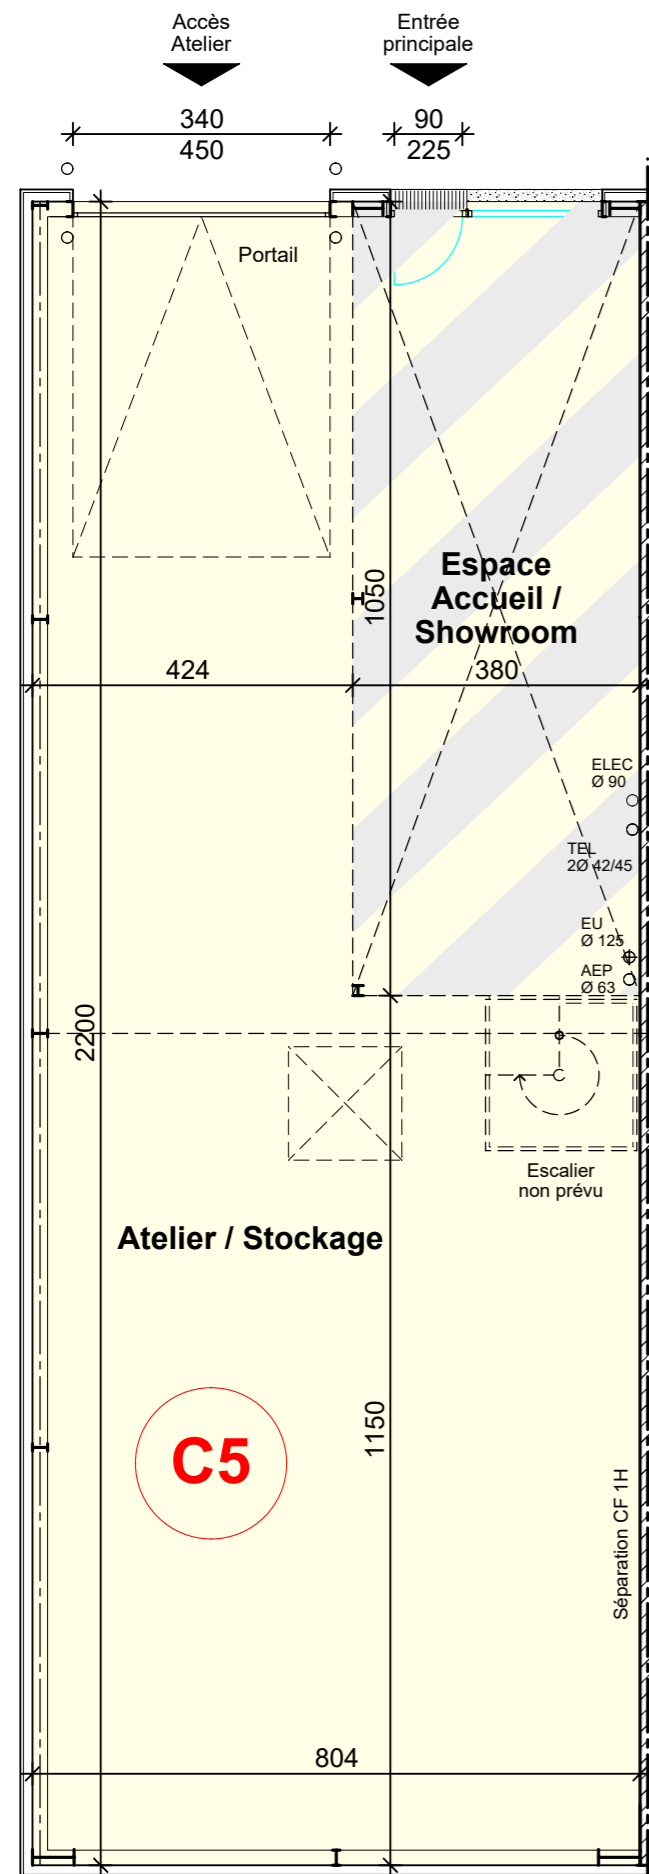 Accès
Atelier
Entrée
principale
340
450
90
225
Portail
Espace
Accueil /
Showroom
1050
424
380
ELEC
Ø 90
TEL
2Ø 42/45
EU
Ø 125
AEP
Ø 63
2200
Escalier
non prévu
Atelier / Stockage
C5
1150
Séparation CF 1H
804